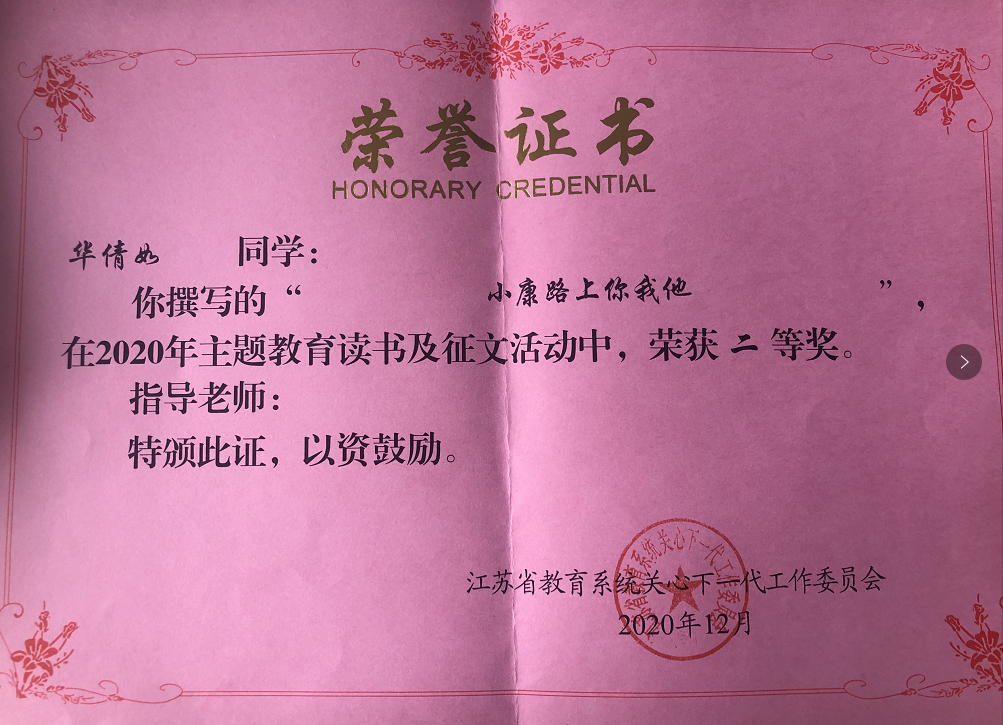 荣誉证书
HONORARY CREDENTIAL
华倩如 同学：
你撰写的“ 小康路上你我他 ”，
在2020年主题教育读书及征文活动中，荣获 二 等奖。
指导老师：
特颁此证，以资鼓励。
江苏省教育系统关心下一代工作委员会
2020年12月